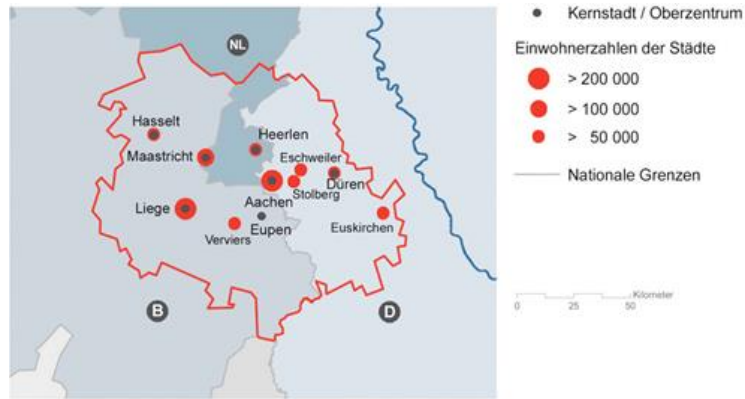 NL
Hasselt
Heerlen
Maastricht
Eschweiler
Düren
Stolberg
Aachen
Liege
Eupen
Verviers
Euskirchen
B
D
Kernstadt / Oberzentrum
Einwohnerzahlen der Städte
> 200 000
> 100 000
> 50 000
Nationale Grenzen
Kilometer
0 25 50